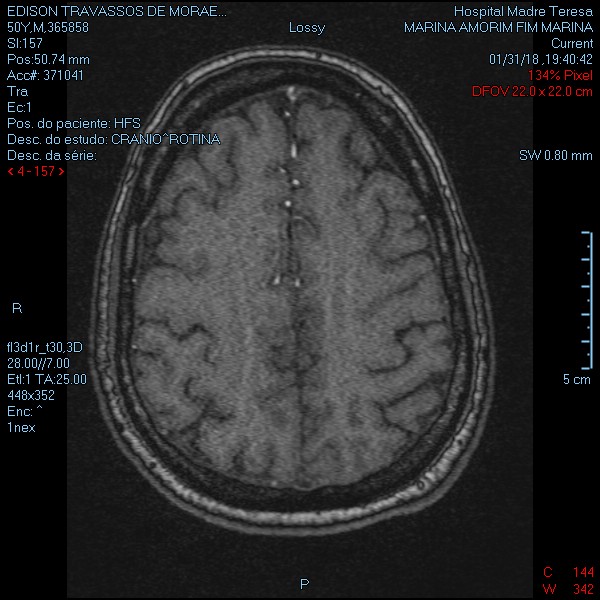 EDISON TRAVASSOS DE MORAE...
50Y,M,365858
Sl:157
Pos:50.74 mm
Acc#: 371041
Tra
Ec:1
Pos. do paciente: HFS
Desc. do estudo: CRANIO^ROTINA
Desc. da série:
< 4 - 157 >
Lossy
Hospital Madre Teresa
MARINA AMORIM FIM MARINA
Current
01/31/18 ,19:40:42
134% Pixel
DFOV 22.0 x 22.0 cm
SW 0.80 mm
R
fl3d1r_t30,3D
28.00//7.00
Etl:1 TA:25.00
448x352
Enc: ^
1nex
5 cm
P
C 144
W 342